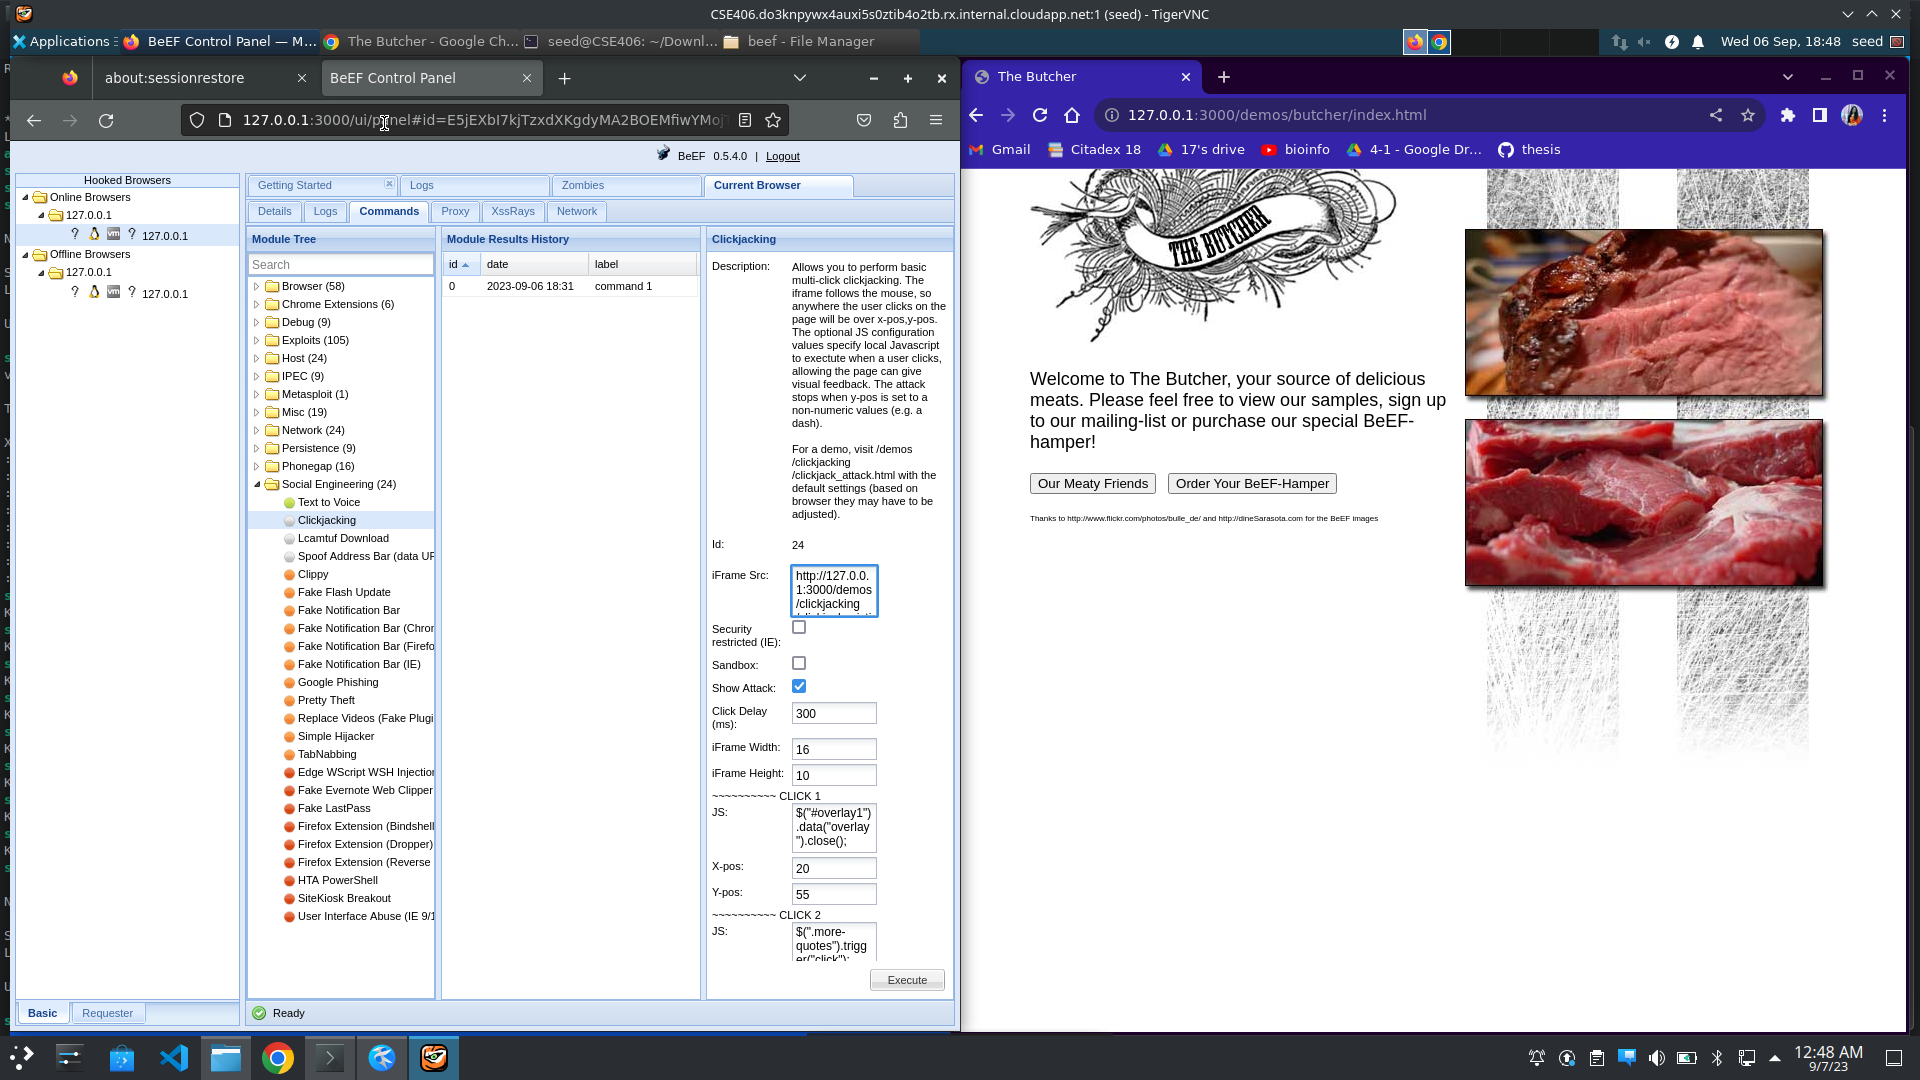 CSE406.do3knpywx4auxi5s0ztib4o2tb.rx.internal.cloudapp.net:1 (seed) - TigerVNC
Applications
BeEF Control Panel — M...
The Butcher - Google Ch...
seed@CSE406: ~/Downl...
beef - File Manager
Wed 06 Sep, 18:48
seed
about:sessionrestore
BeEF Control Panel
127.0.0.1:3000/ui/panel#id=E5jEXbI7kjTzxdXKgdyMA2BOEMfiwYMoj
BeEF 0.5.4.0 | Logout
Hooked Browsers
Online Browsers
127.0.0.1
? vm ? 127.0.0.1
Offline Browsers
127.0.0.1
? vm ? 127.0.0.1
Basic
Requester
Getting Started
Logs
Zombies
Current Browser
Details
Logs
Commands
Proxy
XssRays
Network
Module Tree
Search
Browser (58)
Chrome Extensions (6)
Debug (9)
Exploits (105)
Host (24)
IPEC (9)
Metasploit (1)
Misc (19)
Network (24)
Persistence (9)
Phonegap (16)
Social Engineering (24)
Text to Voice
Clickjacking
Lcamtuf Download
Spoof Address Bar (data UR
Clippy
Fake Flash Update
Fake Notification Bar
Fake Notification Bar (Chror
Fake Notification Bar (Firefo
Fake Notification Bar (IE)
Google Phishing
Pretty Theft
Replace Videos (Fake Plugi
Simple Hijacker
TabNabbing
Edge WScript WSH Injection
Fake Evernote Web Clipper
Fake LastPass
Firefox Extension (Bindshell
Firefox Extension (Dropper)
Firefox Extension (Reverse
HTA PowerShell
SiteKiosk Breakout
User Interface Abuse (IE 9/1
Module Results History
id date label
0 2023-09-06 18:31 command 1
Clickjacking
Description:
Allows you to perform basic
multi-click clickjacking. The
iframe follows the mouse, so
anywhere the user clicks on the
page will be over x-pos,y-pos.
The optional JS configuration
values specify local Javascript
to exectute when a user clicks,
allowing the page can give
visual feedback. The attack
stops when y-pos is set to a
non-numeric values (e.g. a
dash).
For a demo, visit /demos
/clickjacking
/clickjack_attack.html with the
default settings (based on
browser they may have to be
adjusted).
Id: 24
iFrame Src:
http://127.0.0.
1:3000/demos
/clickjacking
Security
restricted (IE):
Sandbox:
Show Attack:
Click Delay
(ms):
300
iFrame Width: 16
iFrame Height: 10
~~~~~~~~~~ CLICK 1
JS:
$("#overlay1")
.data("overlay
").close();
X-pos: 20
Y-pos: 55
~~~~~~~~~~ CLICK 2
JS:
$(".more-
quotes").trigg
er("click");
Execute
Ready
The Butcher
127.0.0.1:3000/demos/butcher/index.html
Gmail
Citadex 18
17's drive
bioinfo
4-1 - Google Dr...
thesis
THE BUTCHER
Welcome to The Butcher, your source of delicious
meats. Please feel free to view our samples, sign up
to our mailing-list or purchase our special BeEF-
hamper!
Our Meaty Friends
Order Your BeEF-Hamper
Thanks to http://www.flickr.com/photos/bulle_de/ and http://dineSarasota.com for the BeEF images
12:48 AM
9/7/23